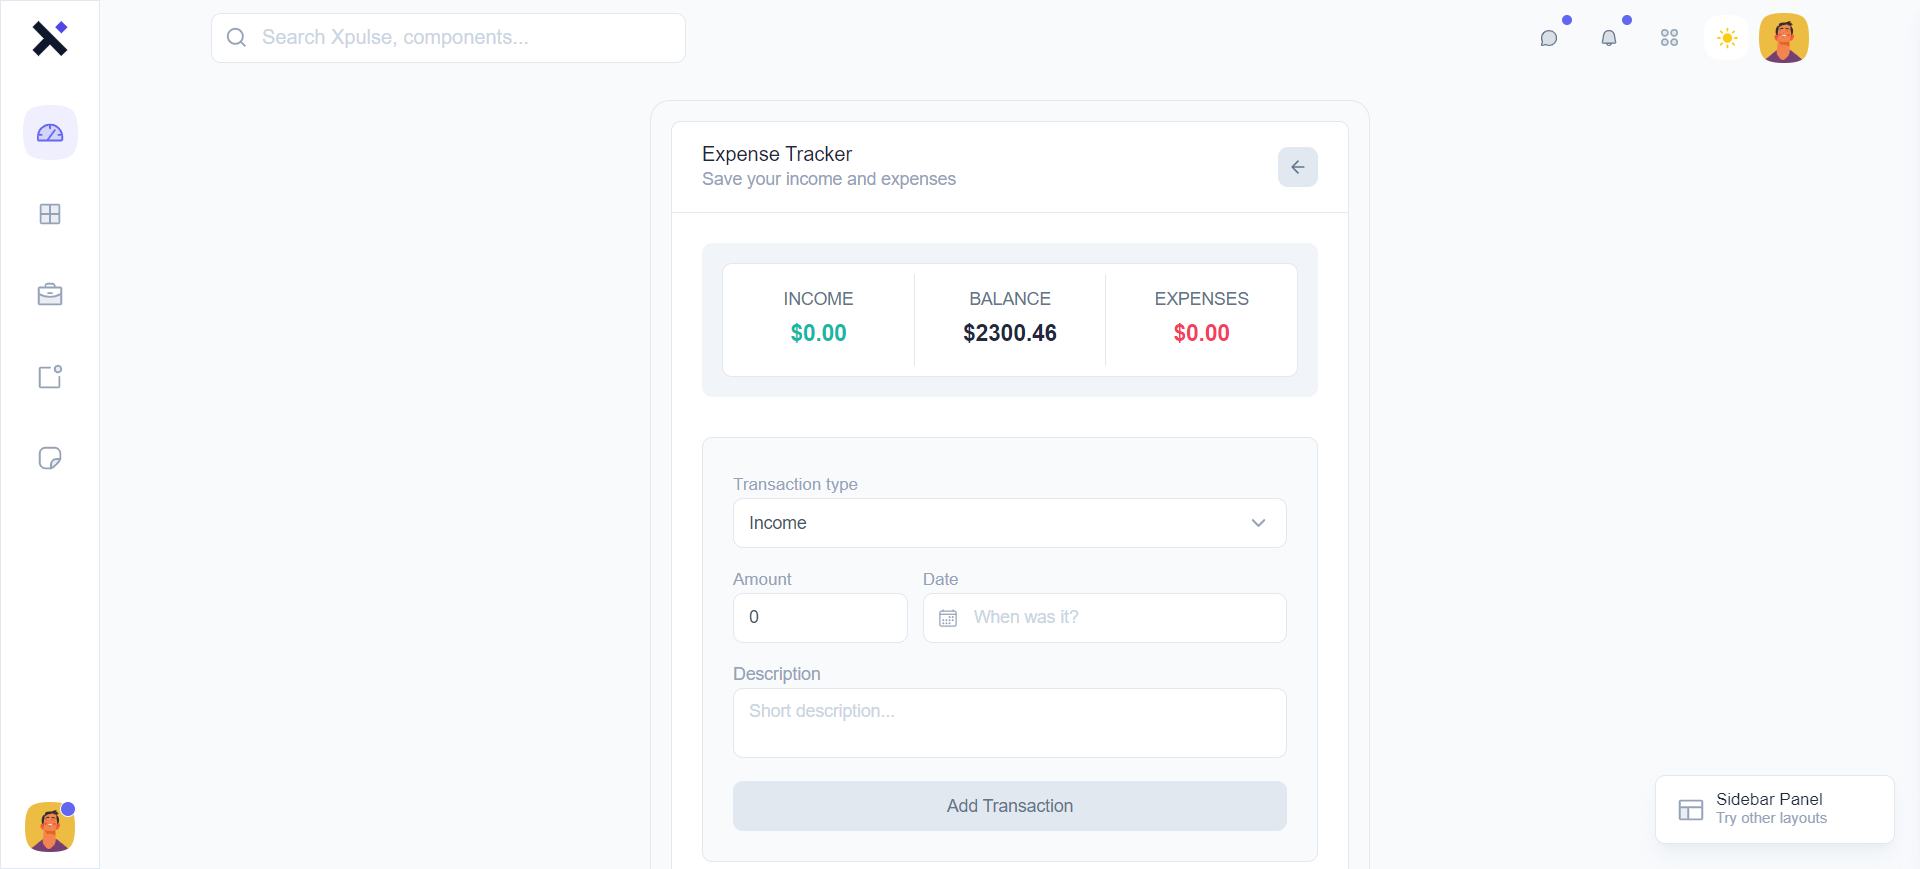 Search Xpulse, components...
Expense Tracker
Save your income and expenses
INCOME
$0.00
BALANCE
$2300.46
EXPENSES
$0.00
Transaction type
Income
Amount
0
Date
When was it?
Description
Short description...
Add Transaction
Sidebar Panel
Try other layouts